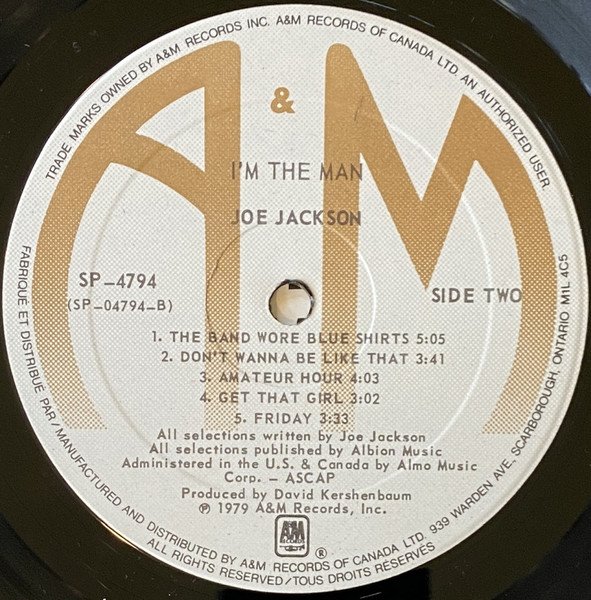 TRADE MARKS OWNED BY A&M RECORDS INC. A&M RECORDS OF CANADA LTD. AN AUTHORIZED USER.
A & M
I'M THE MAN
JOE JACKSON
SP-4794
(SP-04794-B)
SIDE TWO
1. THE BAND WORE BLUE SHIRTS 5:05
2. DON'T WANNA BE LIKE THAT 3:41
3. AMATEUR HOUR 4:03
4. GET THAT GIRL 3:02
5. FRIDAY 3:33
All selections written by Joe Jackson
All selections published by Albion Music
Administered in the U.S. & Canada by Almo Music
Corp. - ASCAP
Produced by David Kershenbaum
℗ 1979 A&M Records, Inc.
A&M
RECORDS
®
FABRIQUÉ ET DISTRIBUÉ PAR/MANUFACTURED AND DISTRIBUTED BY A&M RECORDS OF CANADA LTD. 939 WARDEN AVE, SCARBOROUGH, ONTARIO M1L 4C5
ALL RIGHTS RESERVED/TOUS DROITS RÉSERVÉS